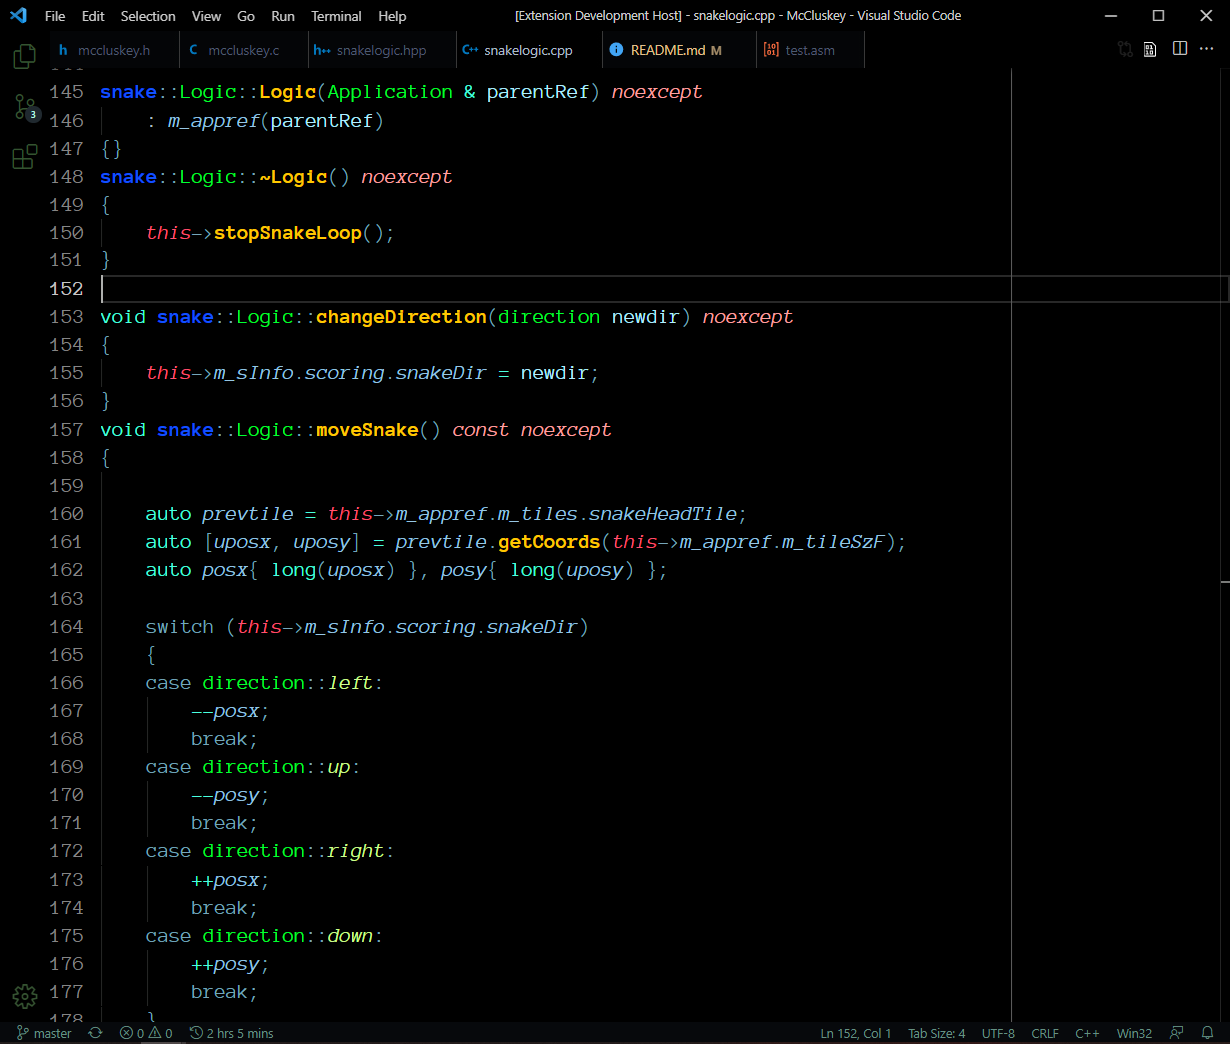 File Edit Selection View Go Run Terminal Help [Extension Development Host] - snakelogic.cpp - McCluskey - Visual Studio Code
h mccluskey.h C mccluskey.c h++ snakelogic.hpp C++ snakelogic.cpp README.md M test.asm
145 snake::Logic::Logic(Application & parentRef) noexcept
146     : m_appref(parentRef)
147 {}
148 snake::Logic::~Logic() noexcept
149 {
150     this->stopSnakeLoop();
151 }
152
153 void snake::Logic::changeDirection(direction newdir) noexcept
154 {
155     this->m_sInfo.scoring.snakeDir = newdir;
156 }
157 void snake::Logic::moveSnake() const noexcept
158 {
159
160     auto prevtile = this->m_appref.m_tiles.snakeHeadTile;
161     auto [uposx, uposy] = prevtile.getCoords(this->m_appref.m_tileSzF);
162     auto posx{ long(uposx) }, posy{ long(uposy) };
163
164     switch (this->m_sInfo.scoring.snakeDir)
165     {
166     case direction::left:
167         --posx;
168         break;
169     case direction::up:
170         --posy;
171         break;
172     case direction::right:
173         ++posx;
174         break;
175     case direction::down:
176         ++posy;
177         break;
178     }
3
master 0 0 2 hrs 5 mins Ln 152, Col 1 Tab Size: 4 UTF-8 CRLF C++ Win32